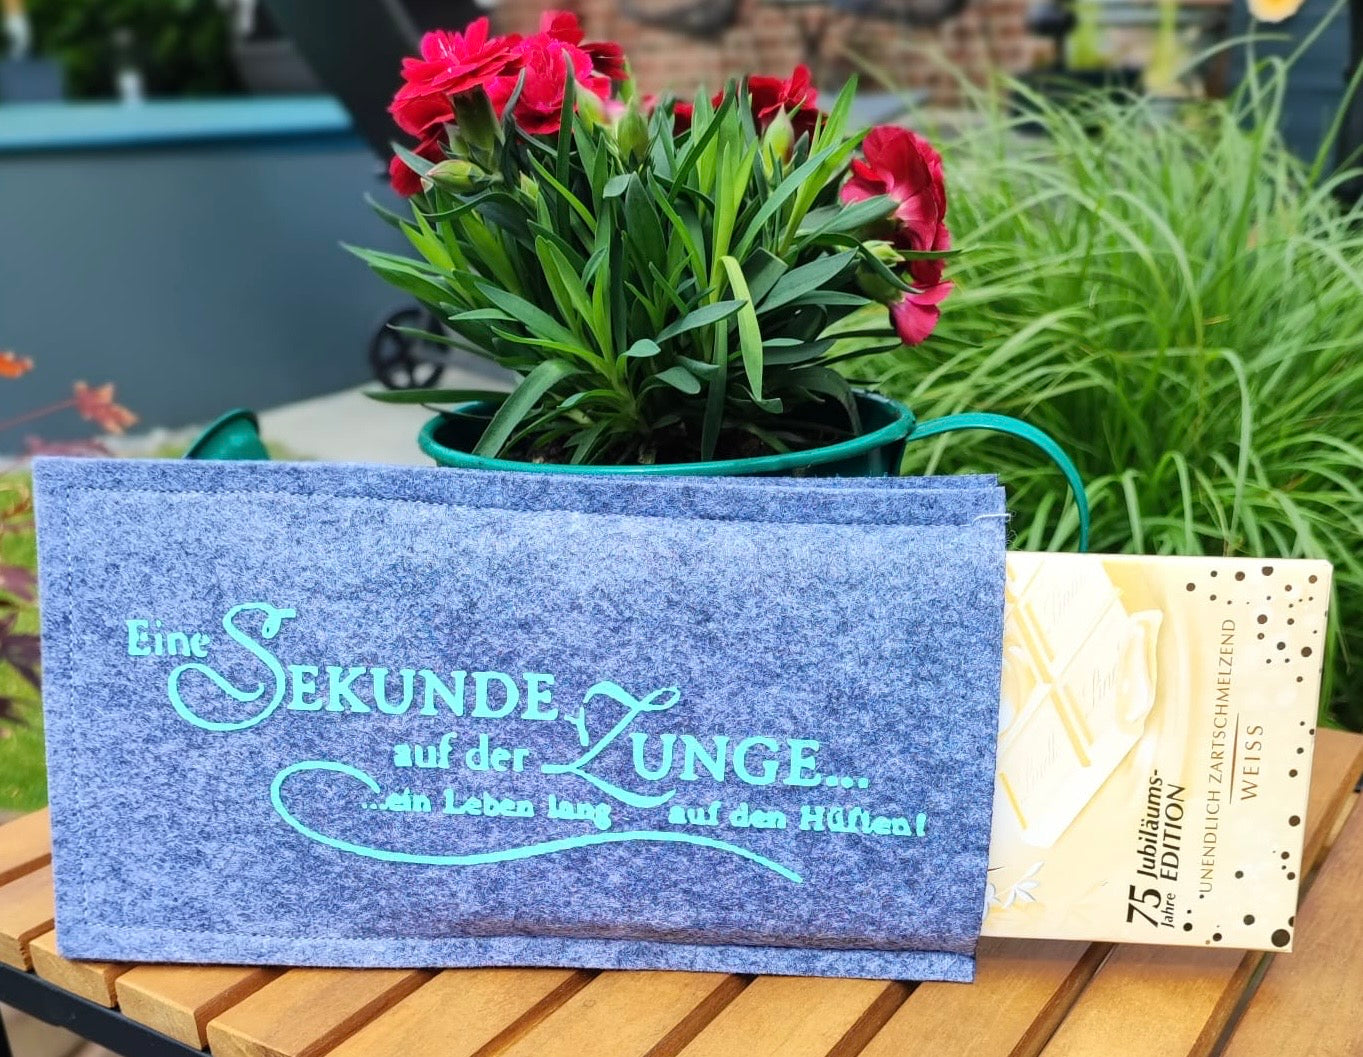 Eine SEKUNDE
auf der ZUNGE...
...ein Leben lang auf den Hüften!
75 Jubiläums-
Jahre EDITION
UNENDLICH ZARTSCHMELZEND
WEISS